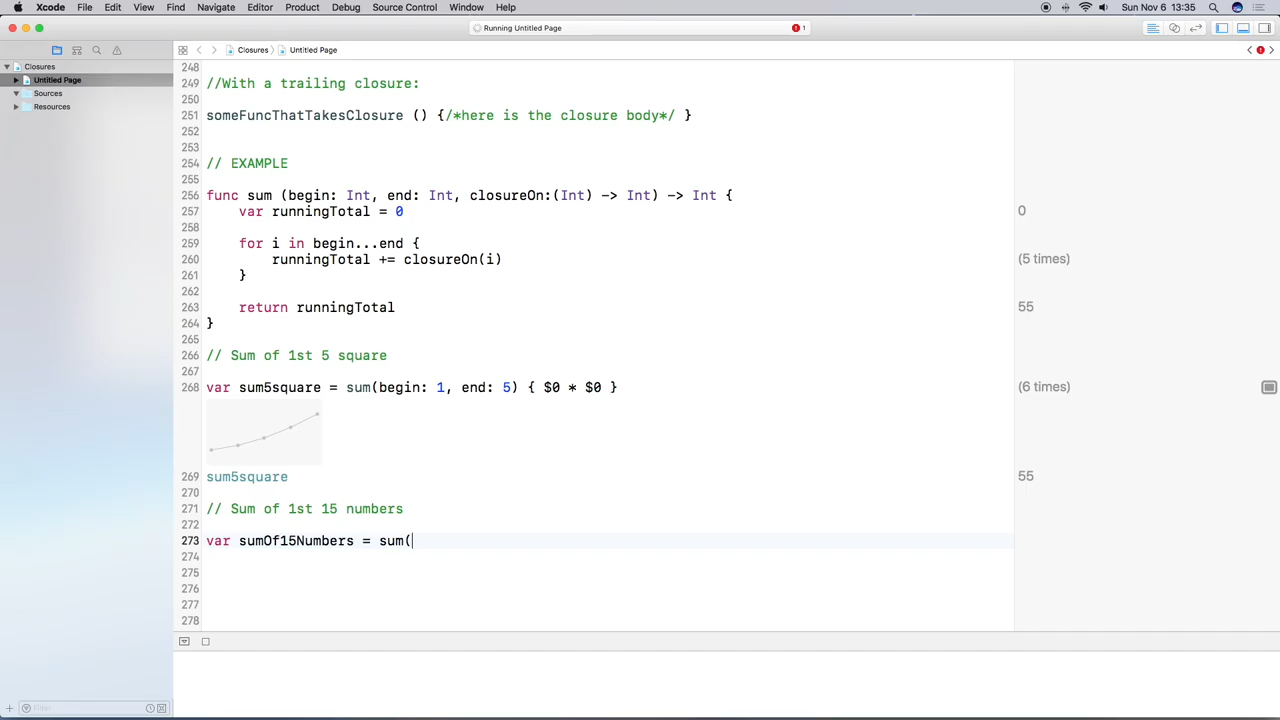 Xcode File Edit View Find Navigate Editor Product Debug Source Control Window Help Sun Nov 6 13:35
Running Untitled Page 1
Closures Untitled Page
Closures
Untitled Page
Sources
Resources
248
249 //With a trailing closure:
250
251 someFuncThatTakesClosure () {/*here is the closure body*/ }
252
253
254 // EXAMPLE
255
256 func sum (begin: Int, end: Int, closureOn:(Int) -> Int) -> Int {
257 var runningTotal = 0 0
258
259 for i in begin...end {
260 runningTotal += closureOn(i) (5 times)
261 }
262
263 return runningTotal 55
264 }
265
266 // Sum of 1st 5 square
267
268 var sum5square = sum(begin: 1, end: 5) { $0 * $0 } (6 times)
269 sum5square 55
270
271 // Sum of 1st 15 numbers
272
273 var sumOf15Numbers = sum(
274
275
276
277
278
Filter